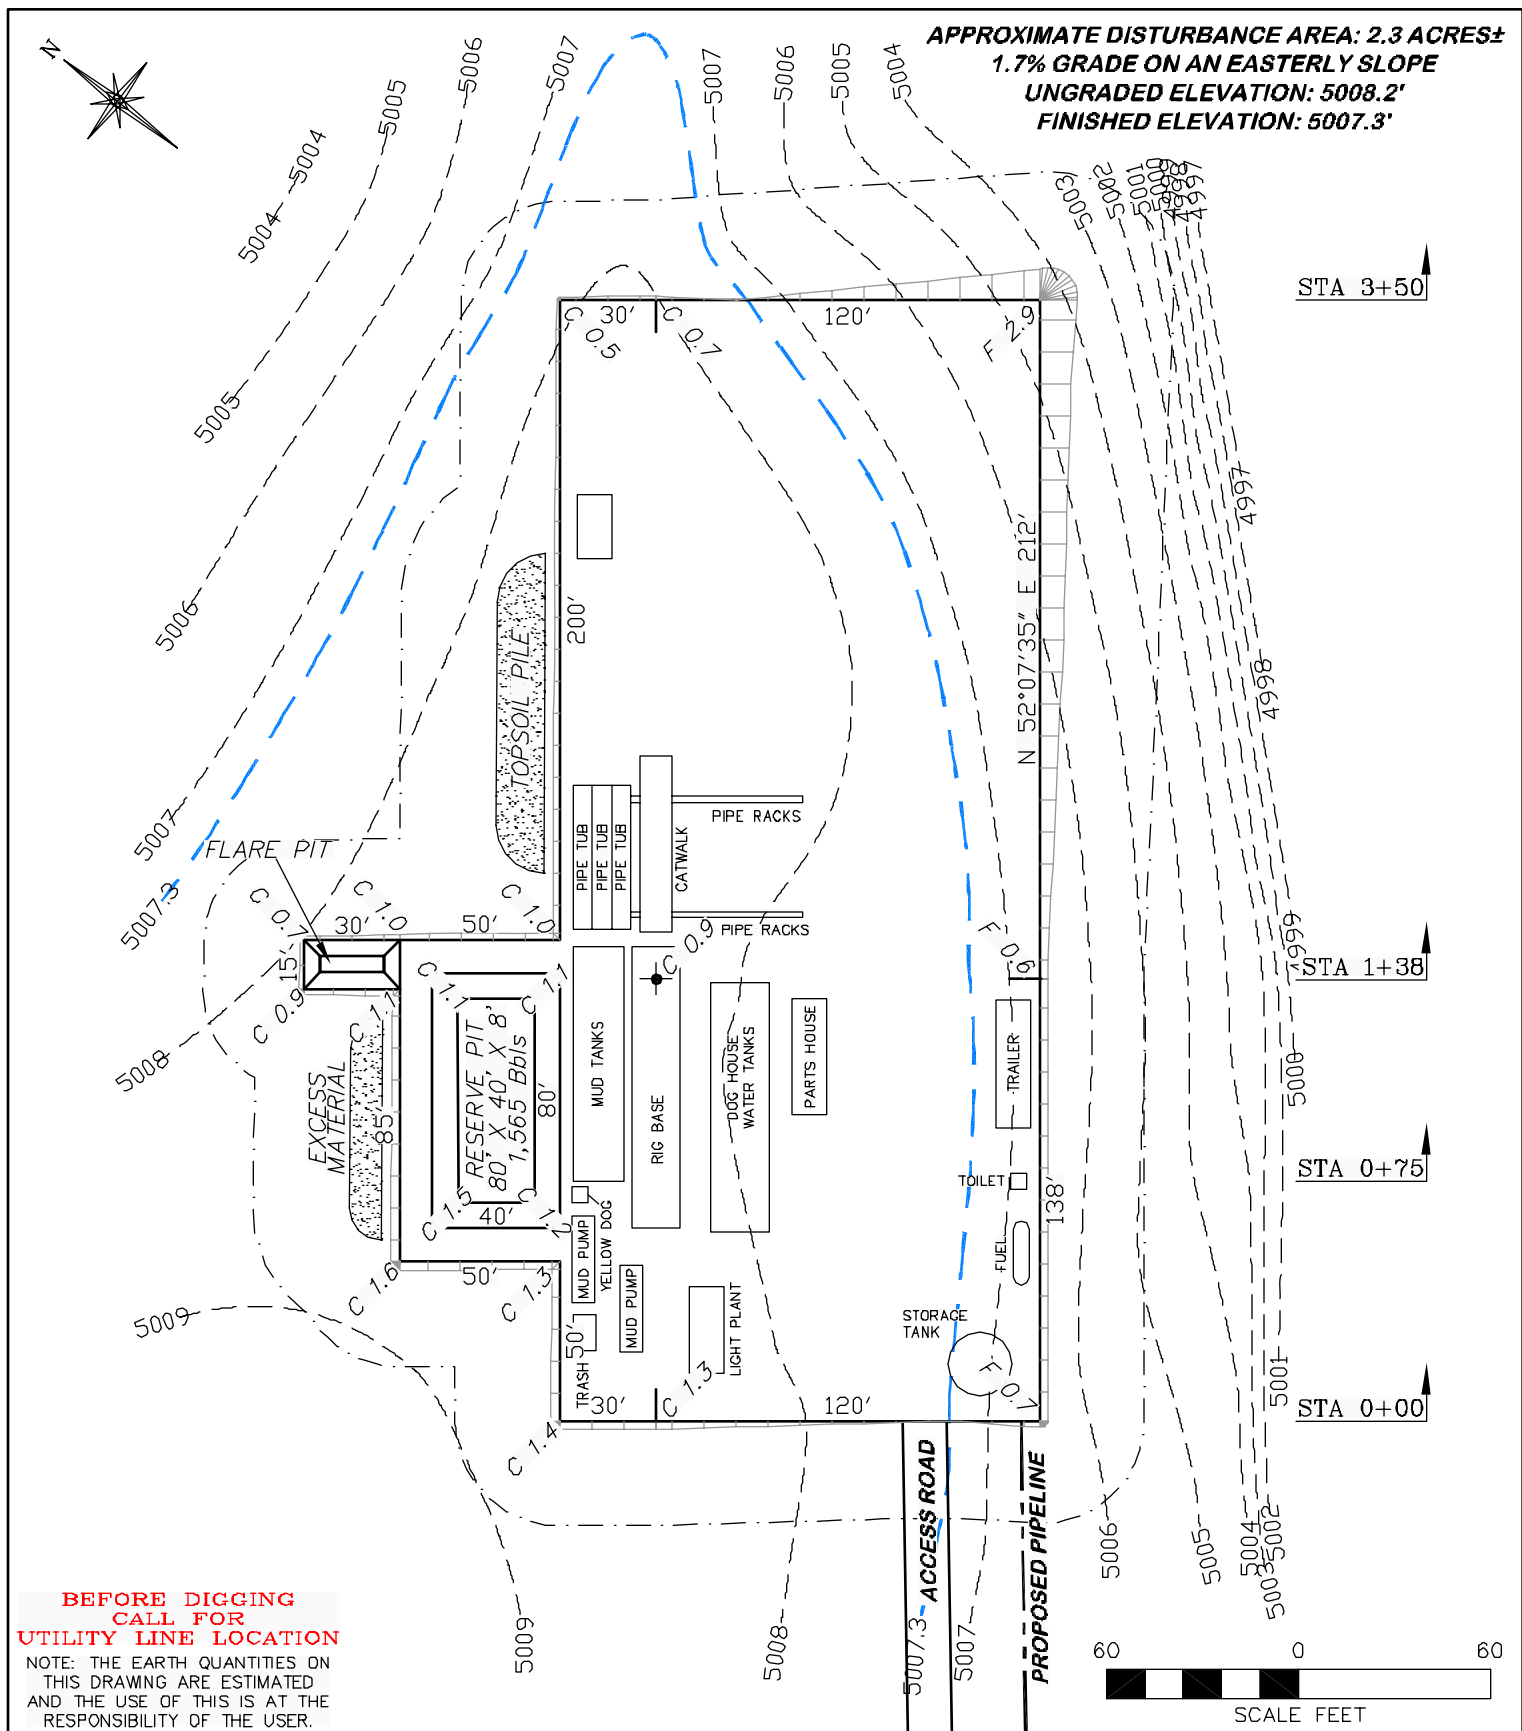 APPROXIMATE DISTURBANCE AREA: 2.3 ACRES±
1.7% GRADE ON AN EASTERLY SLOPE
UNGRADED ELEVATION: 5008.2'
FINISHED ELEVATION: 5007.3'
N
5004
5005
5006
5007
5007
5006
5005
5004
5003
5002
5001
5000
4999
4998
4997
5004
5005
5006
5007
5007.3
5008
5009
STA 3+50
30'
120'
C 0.5
C 0.7
F 2.9
N 52°07'35" E 212'
200'
TOPSOIL PILE
4997
4998
4999
5000
5001
PIPE TUB
PIPE TUB
PIPE TUB
CATWALK
PIPE RACKS
PIPE RACKS
FLARE PIT
C 0.7
30'
C 1.0
50'
C 1.0
15'
C 0.9
C 1.1
C 1.1
C 1.1
C 0.9
F 0.6
STA 1+38
EXCESS
MATERIAL
85'
RESERVE PIT
80' X 40' X 8'
1,565 Bbls
80'
40'
C 1.5
C 1.2
C 1.6
50'
C 1.3
MUD TANKS
RIG BASE
DOG HOUSE
WATER TANKS
PARTS HOUSE
TRAILER
STA 0+75
TOILET
138'
FUEL
YELLOW DOG
MUD PUMP
MUD PUMP
LIGHT PLANT
STORAGE
TANK
50'
TRASH
30'
C 1.3
120'
F 0.7
C 1.4
STA 0+00
ACCESS ROAD
PROPOSED PIPELINE
5009
5008
5007.3
5007
5006
5005
5004
5003
5002
BEFORE DIGGING
CALL FOR
UTILITY LINE LOCATION
NOTE: THE EARTH QUANTITIES ON
THIS DRAWING ARE ESTIMATED
AND THE USE OF THIS IS AT THE
RESPONSIBILITY OF THE USER.
60 0 60
SCALE FEET